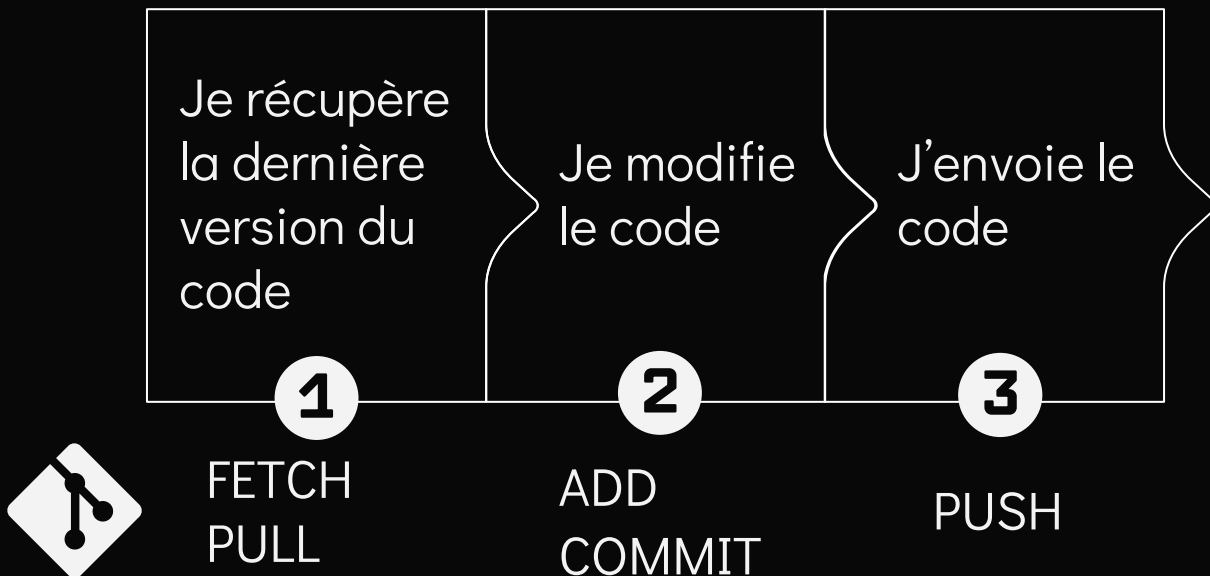 Je récupère
la dernière
version du
code
Je modifie
le code
J’envoie le
code
1
2
3
FETCH
PULL
ADD
COMMIT
PUSH